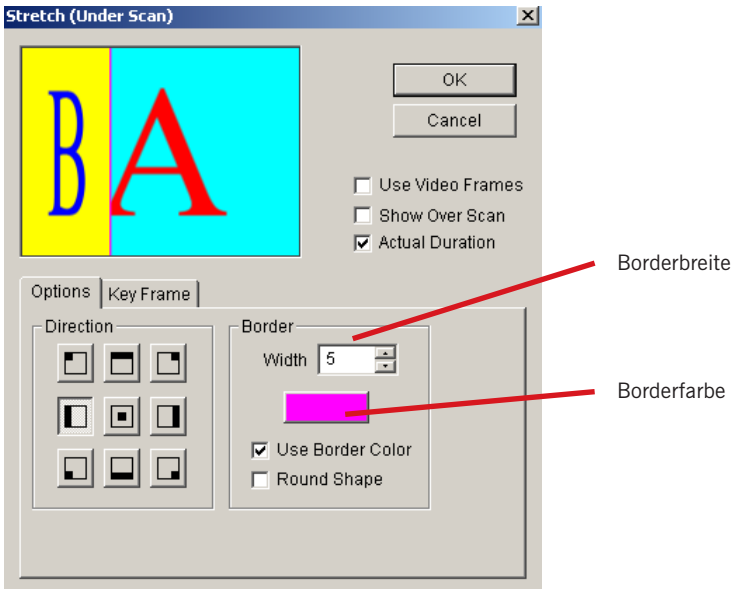 Stretch (Under Scan)
B A
OK
Cancel
Use Video Frames
Show Over Scan
Actual Duration
Borderbreite
Options Key Frame
Direction
Border
Width 5
Borderfarbe
Use Border Color
Round Shape